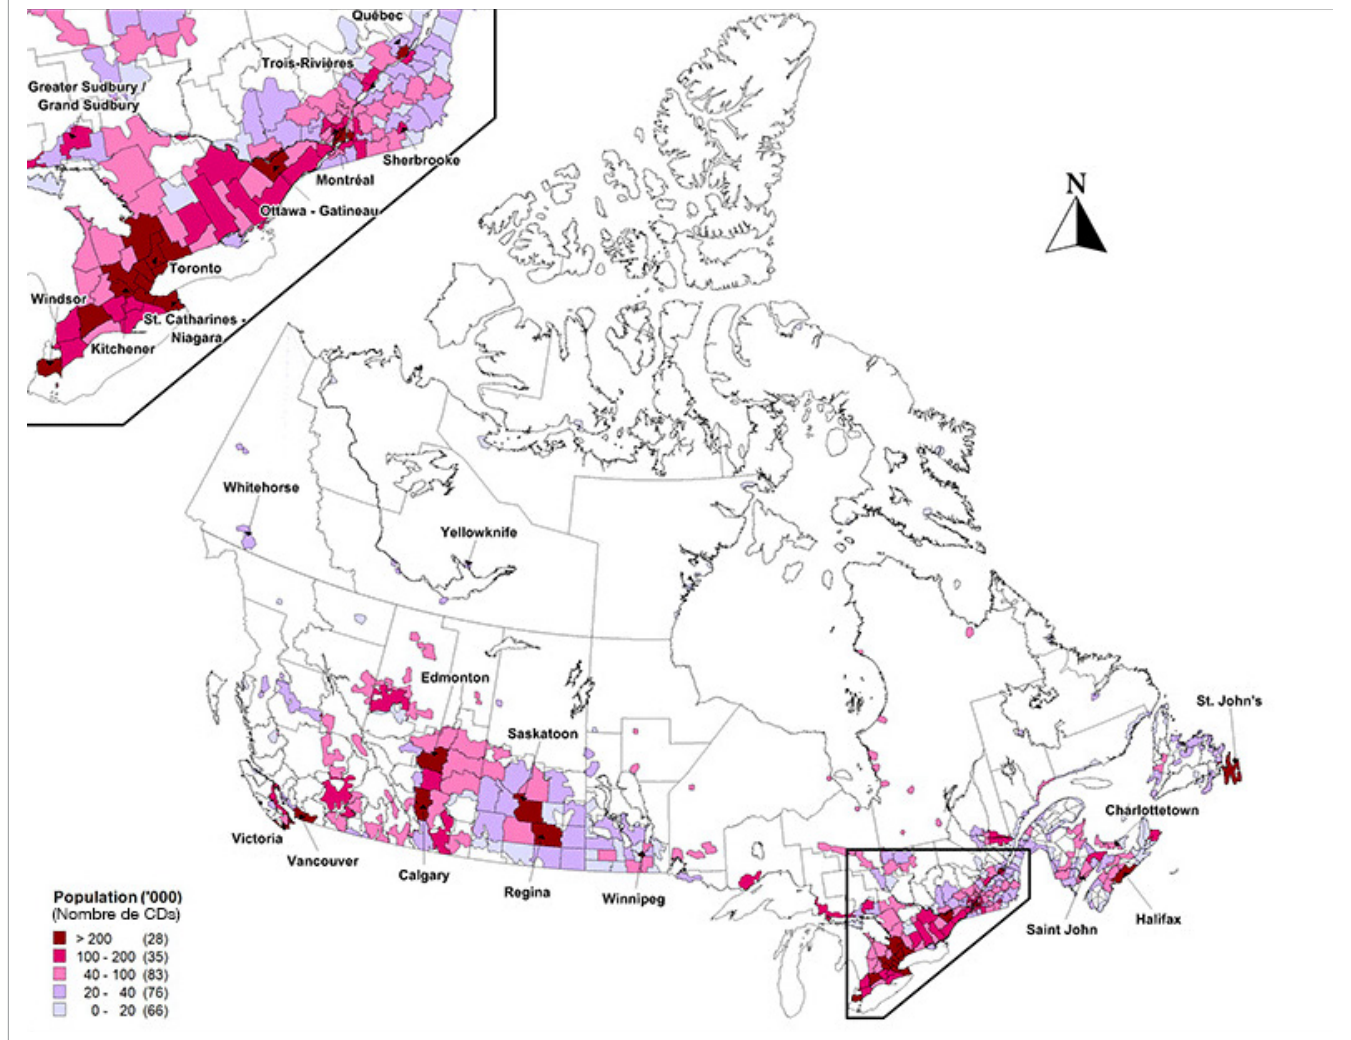 Québec
Trois-Rivières
Greater Sudbury /
Grand Sudbury
Sherbrooke
Montréal
Ottawa - Gatineau
Toronto
Windsor
St. Catharines -
Niagara
Kitchener
N
Whitehorse
Yellowknife
Edmonton
Saskatoon
St. John's
Charlottetown
Victoria
Vancouver
Calgary
Regina
Winnipeg
Saint John
Halifax
Population ('000)
(Nombre de CDs)
> 200 (28)
100 - 200 (35)
40 - 100 (83)
20 - 40 (76)
0 - 20 (66)